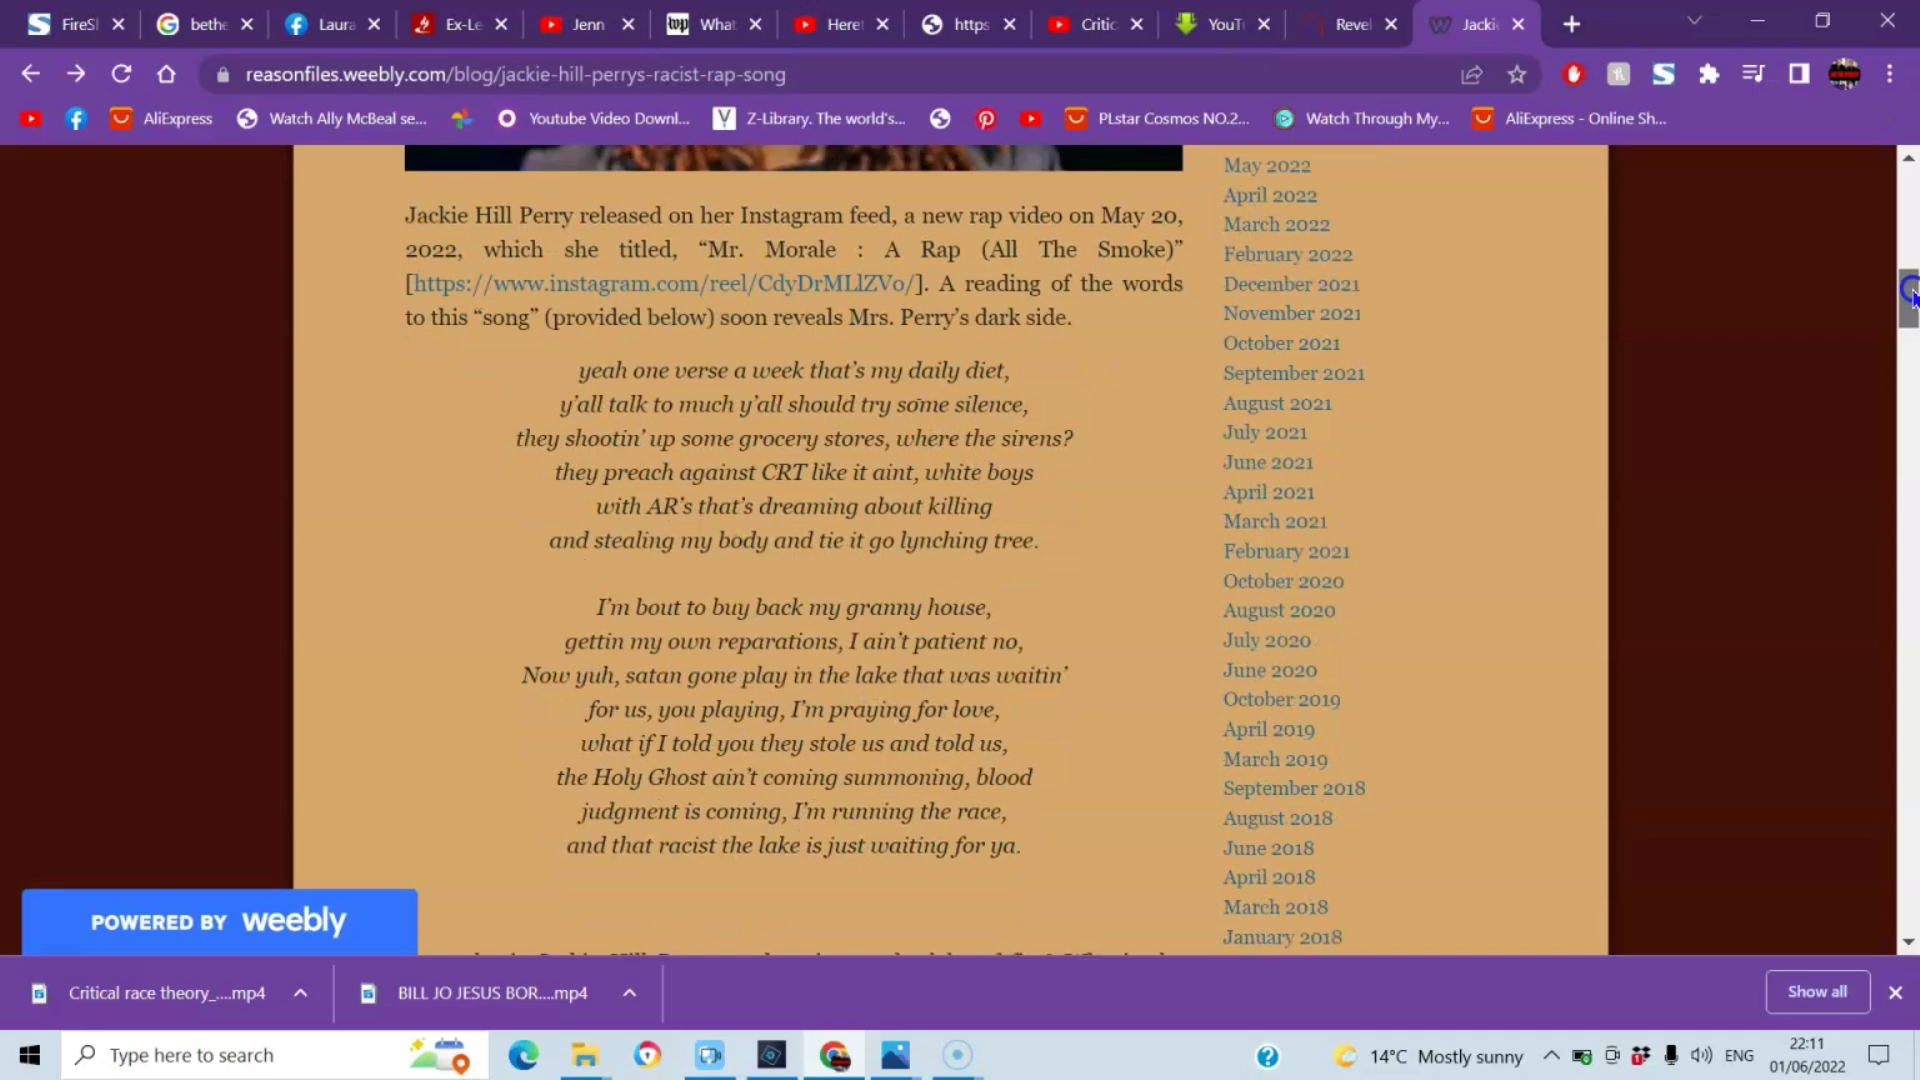 FireSl
bethe
Laura
Ex-Le
Jenn
wp What
Here
https
Critic
YouT
Revel
Jacki
reasonfiles.weebly.com/blog/jackie-hill-perrys-racist-rap-song
AliExpress
Watch Ally McBeal se...
Youtube Video Downl...
Z-Library. The world's...
PLstar Cosmos NO.2...
Watch Through My...
AliExpress - Online Sh...
Jackie Hill Perry released on her Instagram feed, a new rap video on May 20,
2022, which she titled, “Mr. Morale : A Rap (All The Smoke)”
[https://www.instagram.com/reel/CdyDrMLlZVo/]. A reading of the words
to this “song” (provided below) soon reveals Mrs. Perry’s dark side.
yeah one verse a week that’s my daily diet,
y’all talk to much y’all should try some silence,
they shootin’ up some grocery stores, where the sirens?
they preach against CRT like it aint, white boys
with AR’s that’s dreaming about killing
and stealing my body and tie it go lynching tree.
I’m bout to buy back my granny house,
gettin my own reparations, I ain’t patient no,
Now yuh, satan gone play in the lake that was waitin’
for us, you playing, I’m praying for love,
what if I told you they stole us and told us,
the Holy Ghost ain’t coming summoning, blood
judgment is coming, I’m running the race,
and that racist the lake is just waiting for ya.
May 2022
April 2022
March 2022
February 2022
December 2021
November 2021
October 2021
September 2021
August 2021
July 2021
June 2021
April 2021
March 2021
February 2021
October 2020
August 2020
July 2020
June 2020
October 2019
April 2019
March 2019
September 2018
August 2018
June 2018
April 2018
March 2018
January 2018
POWERED BY weebly
Critical race theory_....mp4
BILL JO JESUS BOR....mp4
Show all
Type here to search
14°C Mostly sunny
ENG
22:11
01/06/2022